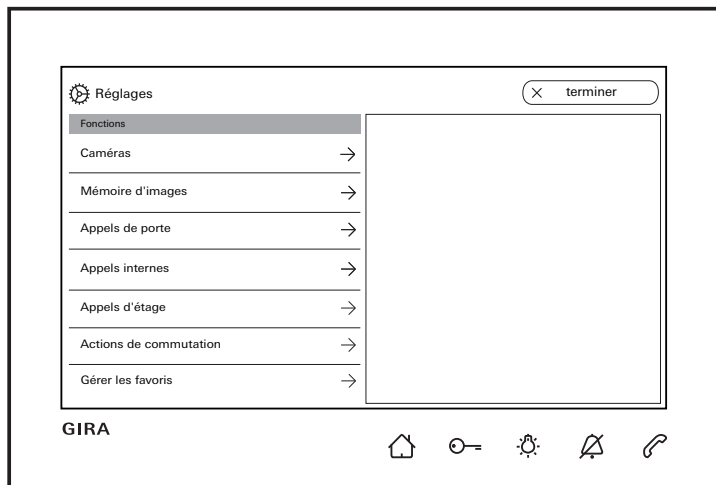 Réglages
terminer
Fonctions
Caméras
Mémoire d'images
Appels de porte
Appels internes
Appels d'étage
Actions de commutation
Gérer les favoris
GIRA